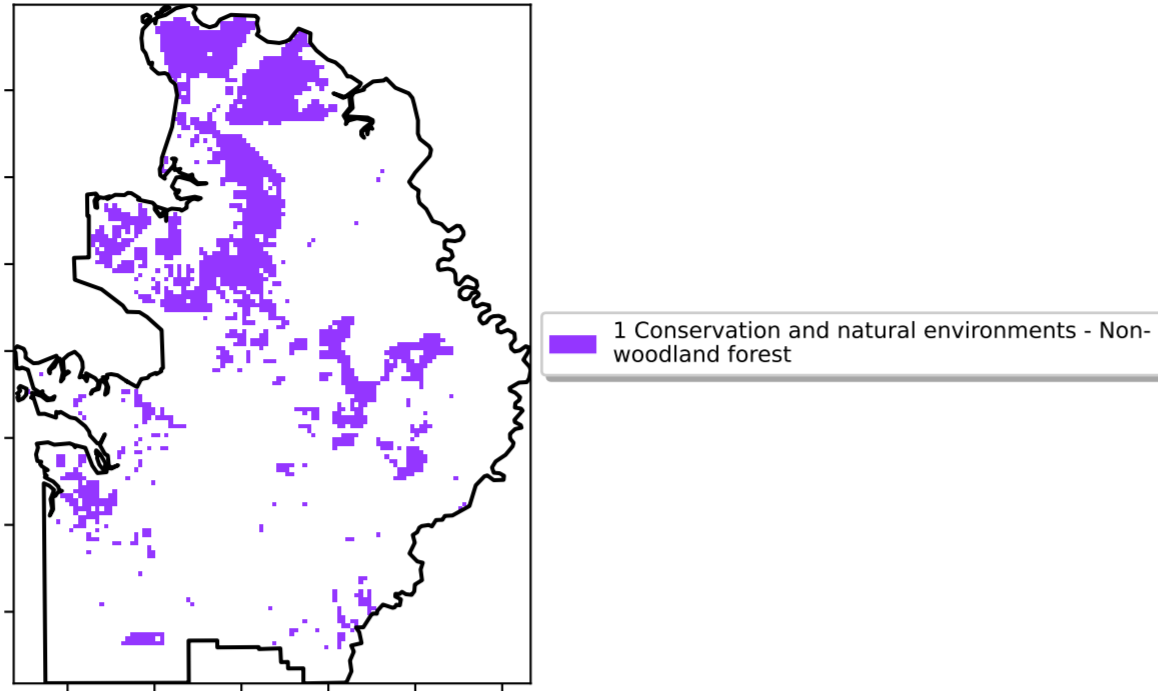 1 Conservation and natural environments - Non-
woodland forest